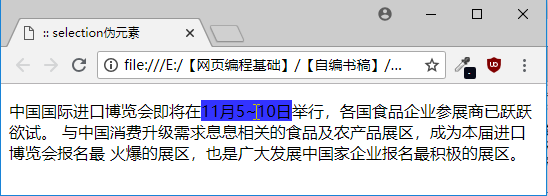 :: selection伪元素
file:///E:/【网页编程基础】/【自编书稿】/...
中国国际进口博览会即将在11月5~10日举行，各国食品企业参展商已跃跃
欲试。 与中国消费升级需求息息相关的食品及农产品展区，成为本届进口
博览会报名最 火爆的展区，也是广大发展中国家企业报名最积极的展区。